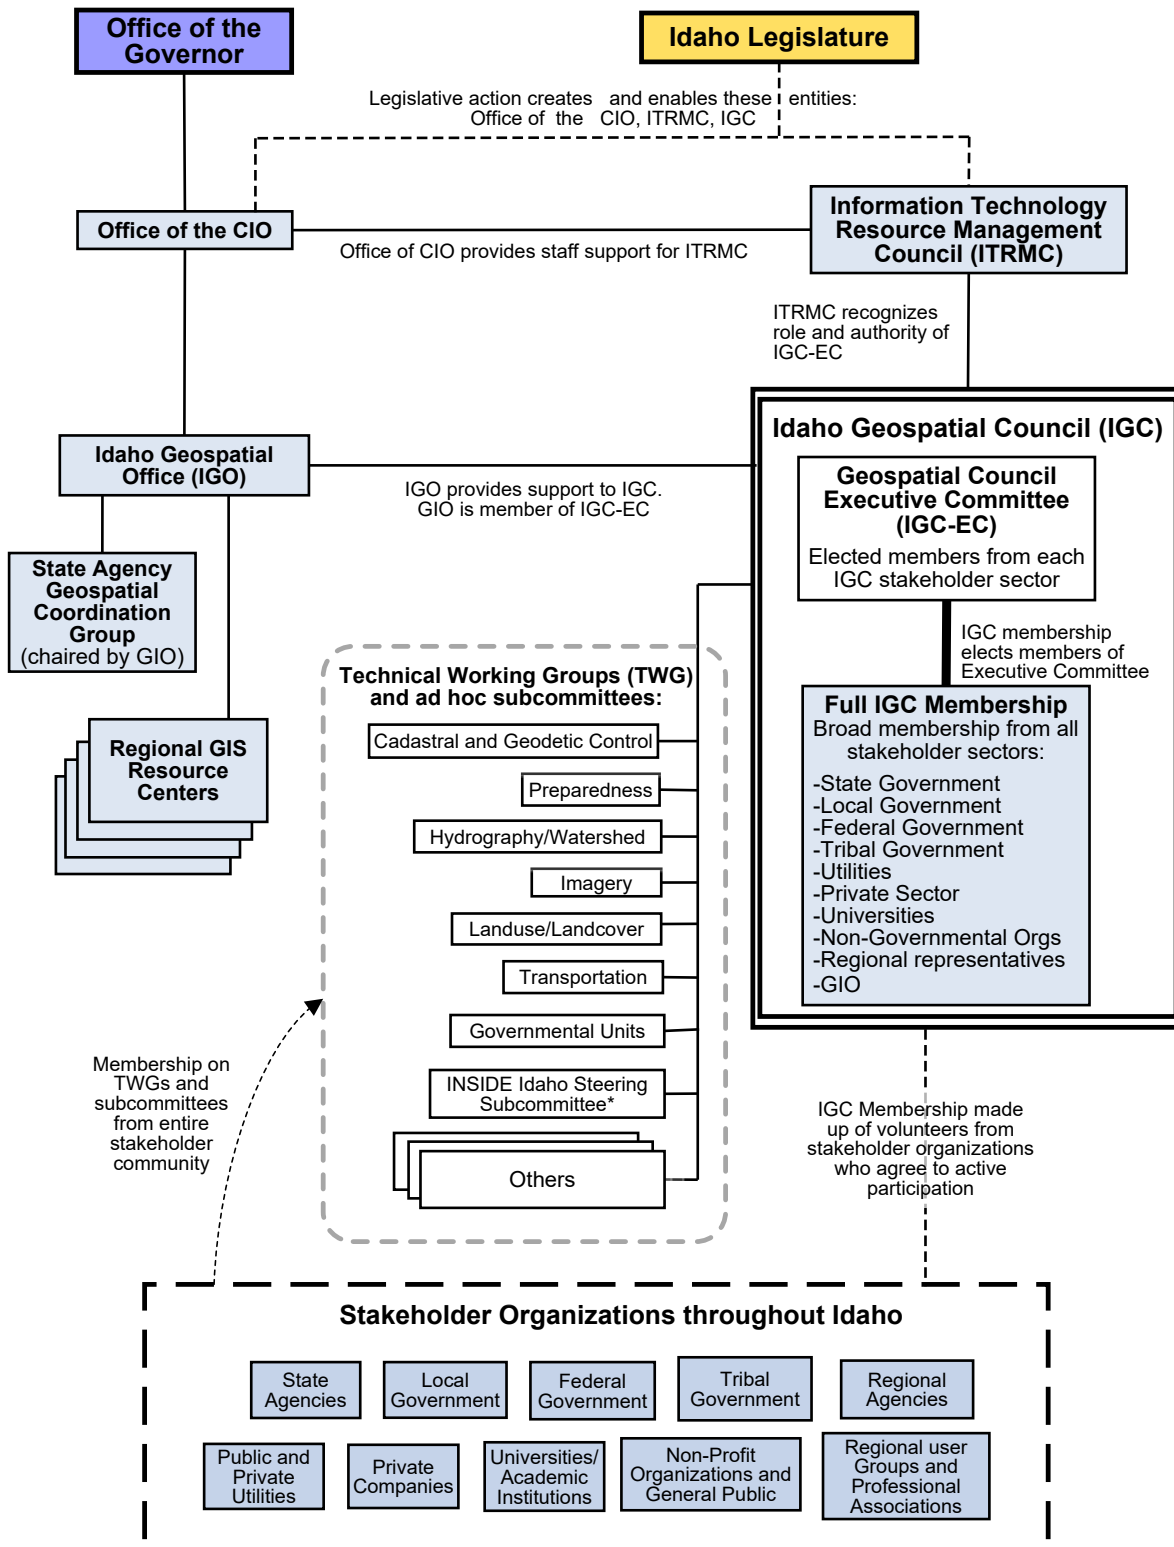 Office of the
Governor
Idaho Legislature
Legislative action creates and enables these entities:
Office of the CIO, ITRMC, IGC
Office of the CIO
Information Technology
Resource Management
Council (ITRMC)
Office of CIO provides staff support for ITRMC
ITRMC recognizes
role and authority of
IGC-EC
Idaho Geospatial
Office (IGO)
IGO provides support to IGC.
GIO is member of IGC-EC
Idaho Geospatial Council (IGC)
Geospatial Council
Executive Committee
(IGC-EC)
Elected members from each
IGC stakeholder sector
IGC membership
elects members of
Executive Committee
Full IGC Membership
Broad membership from all
stakeholder sectors:
-State Government
-Local Government
-Federal Government
-Tribal Government
-Utilities
-Private Sector
-Universities
-Non-Governmental Orgs
-Regional representatives
-GIO
State Agency
Geospatial
Coordination
Group
(chaired by GIO)
Regional GIS
Resource
Centers
Technical Working Groups (TWG)
and ad hoc subcommittees:
Cadastral and Geodetic Control
Preparedness
Hydrography/Watershed
Imagery
Landuse/Landcover
Transportation
Governmental Units
INSIDE Idaho Steering
Subcommittee*
Others
Membership on
TWGs and
subcommittees
from entire
stakeholder
community
IGC Membership made
up of volunteers from
stakeholder organizations
who agree to active
participation
Stakeholder Organizations throughout Idaho
State
Agencies
Local
Government
Federal
Government
Tribal
Government
Regional
Agencies
Public and
Private
Utilities
Private
Companies
Universities/
Academic
Institutions
Non-Profit
Organizations and
General Public
Regional user
Groups and
Professional
Associations